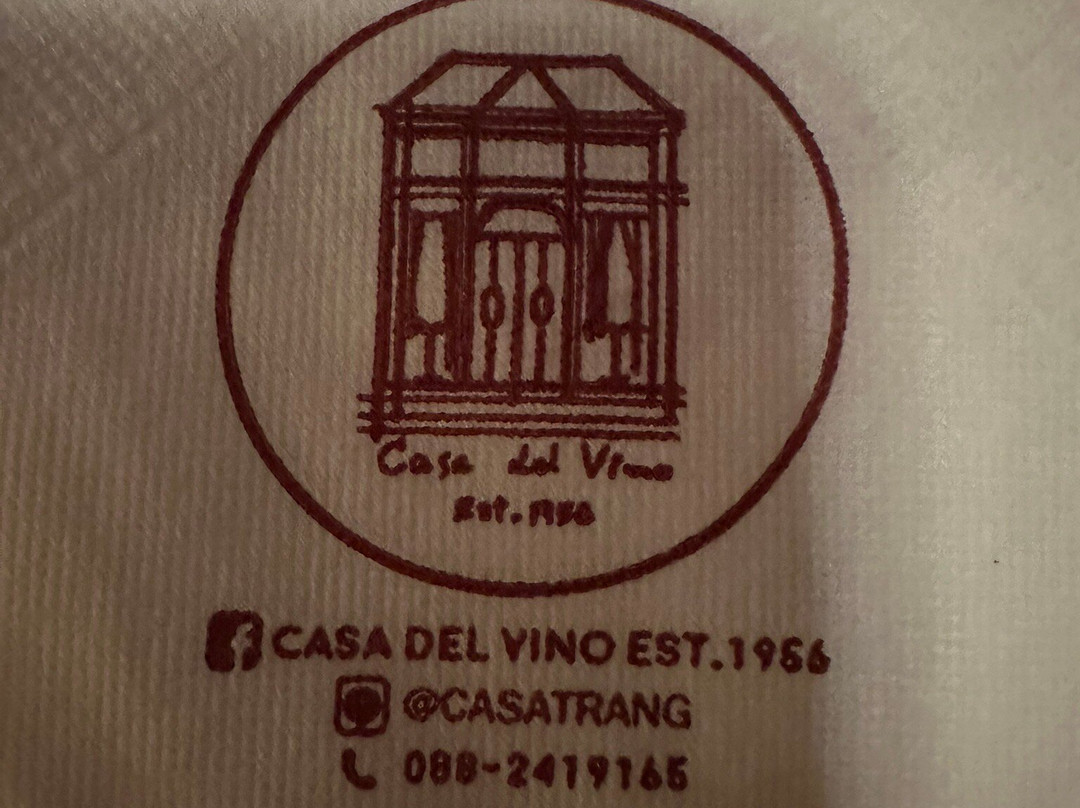 Casa del Vino
Est. 1956
CASA DEL VINO EST.1956
@CASATRANG
088-2419165